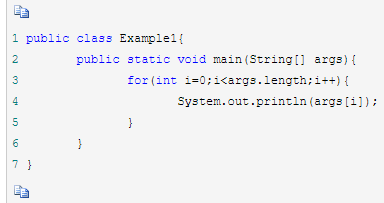 1 public class Example1{
2 public static void main(String[] args){
3 for(int i=0;i<args.length;i++){
4 System.out.println(args[i]);
5 }
6 }
7 }